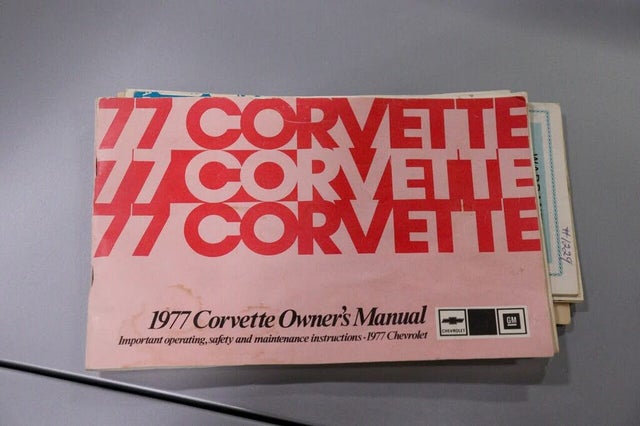 77 CORVETTE
77 CORVETTE
77 CORVETTE
1977 Corvette Owner's Manual
Important operating, safety and maintenance instructions - 1977 Chevrolet
CHEVROLET
GM
#1229